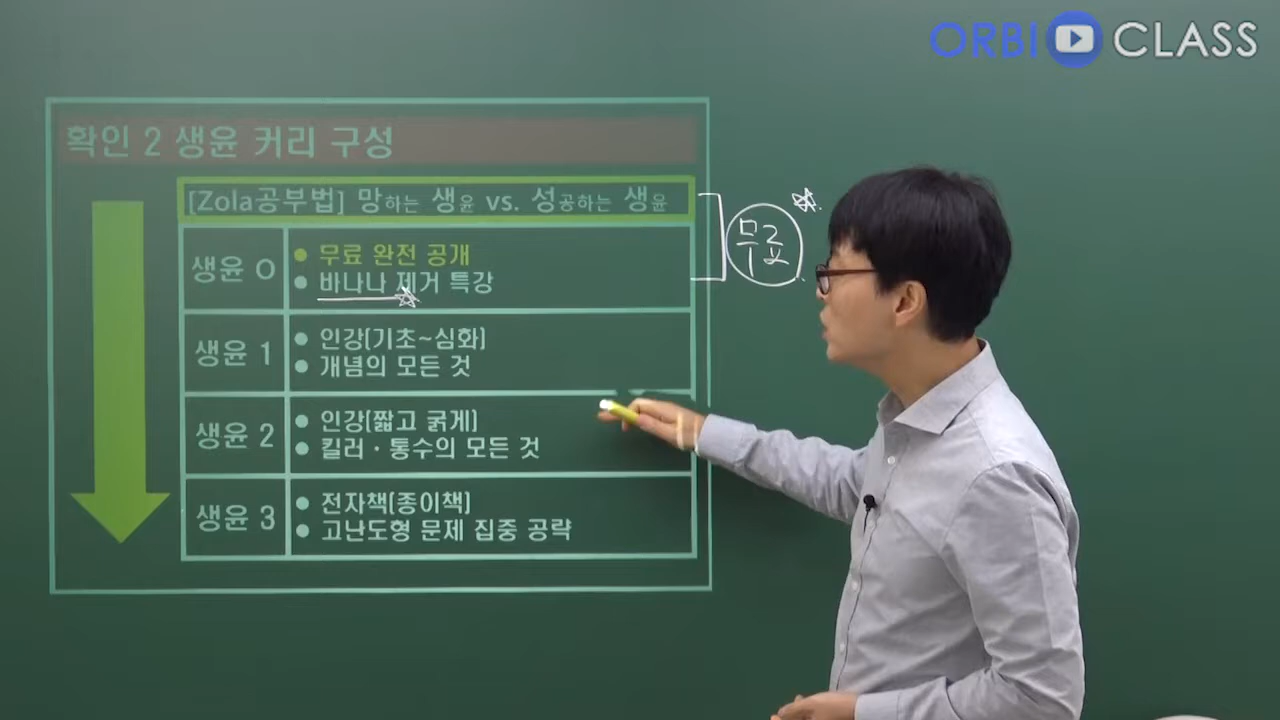 ORBI CLASS
확인 2 생윤 커리 구성
[Zola공부법] 망하는 생윤 vs. 성공하는 생윤
무료
생윤 0
● 무료 완전 공개
● 바나나 제거 특강
생윤 1
● 인강(기초~심화)
● 개념의 모든 것
생윤 2
● 인강(짧고 굵게)
● 킬러·통수의 모든 것
생윤 3
● 전자책(종이책)
● 고난도형 문제 집중 공략